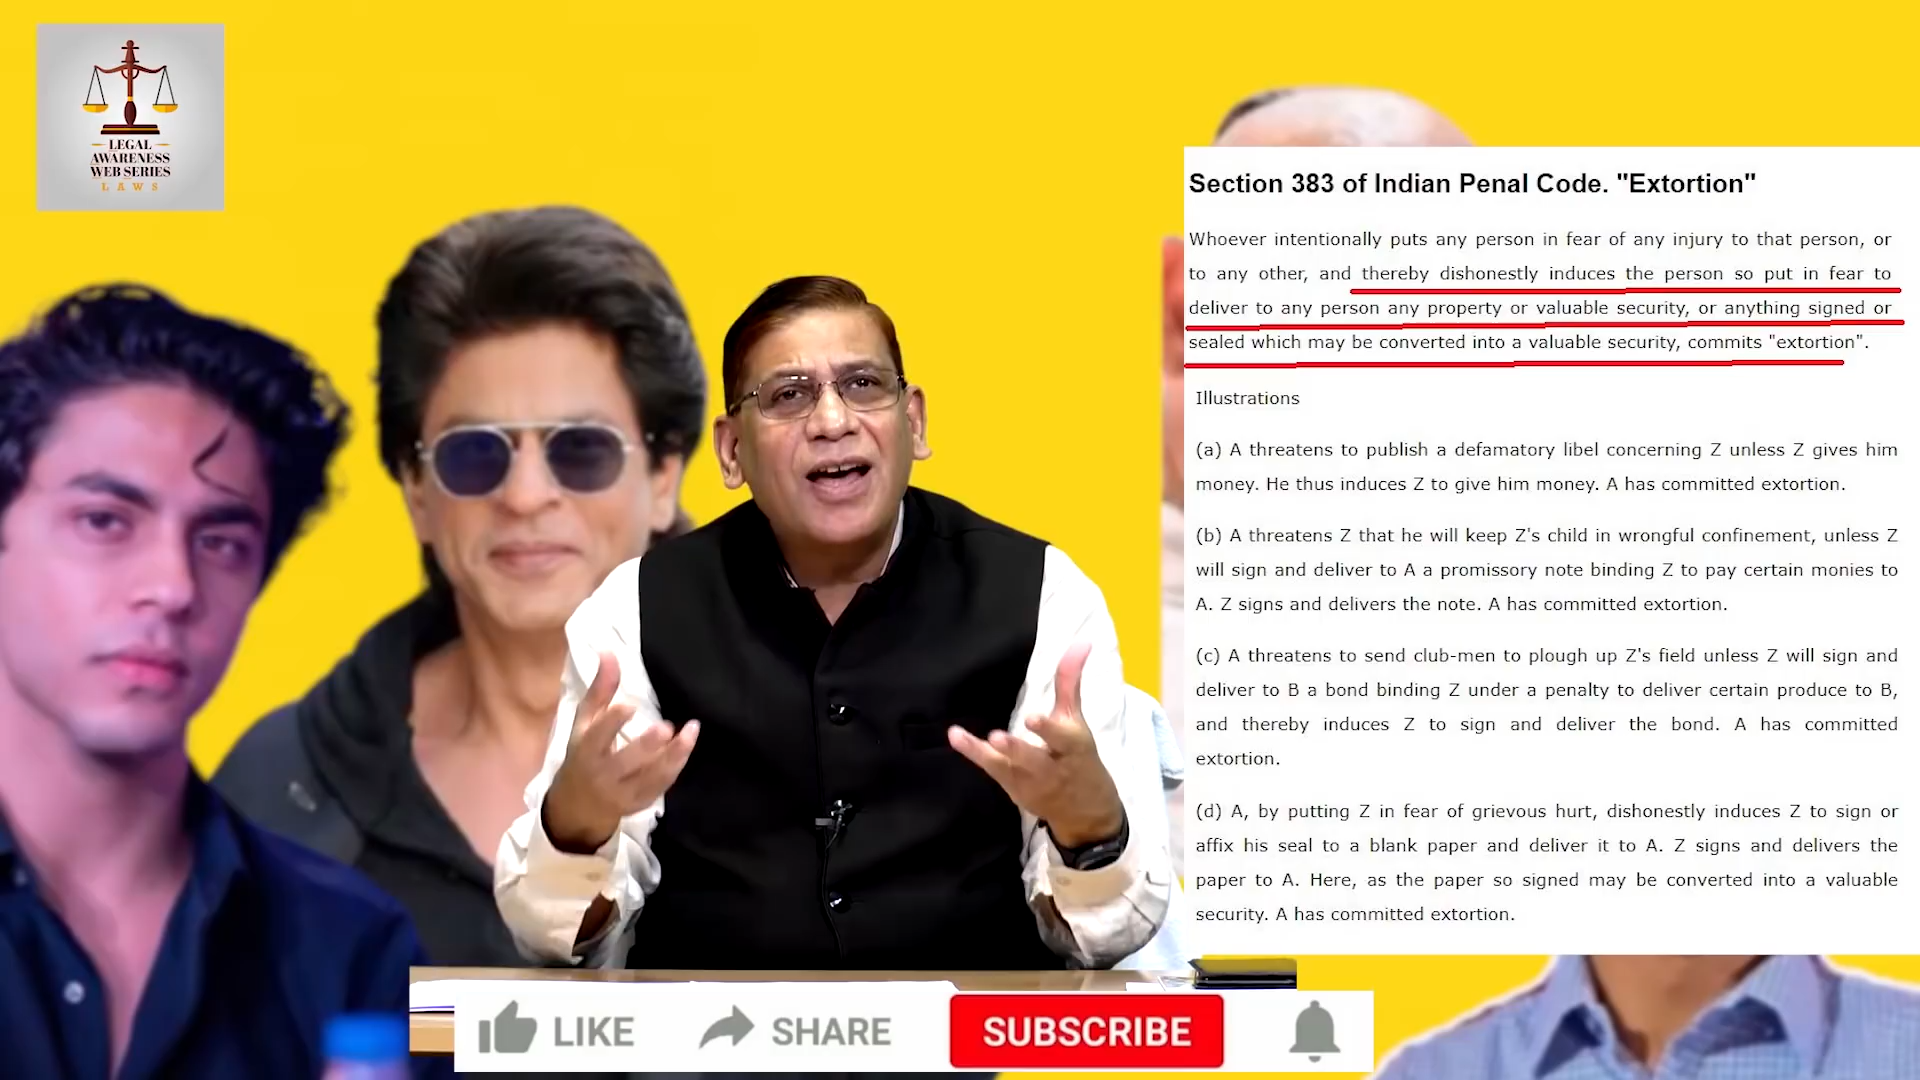 LEGAL
AWARENESS
WEB SERIES
LAWS
Section 383 of Indian Penal Code. "Extortion"
Whoever intentionally puts any person in fear of any injury to that person, or
to any other, and thereby dishonestly induces the person so put in fear to
deliver to any person any property or valuable security, or anything signed or
sealed which may be converted into a valuable security, commits "extortion".
Illustrations
(a) A threatens to publish a defamatory libel concerning Z unless Z gives him
money. He thus induces Z to give him money. A has committed extortion.
(b) A threatens Z that he will keep Z's child in wrongful confinement, unless Z
will sign and deliver to A a promissory note binding Z to pay certain monies to
A. Z signs and delivers the note. A has committed extortion.
(c) A threatens to send club-men to plough up Z's field unless Z will sign and
deliver to B a bond binding Z under a penalty to deliver certain produce to B,
and thereby induces Z to sign and deliver the bond. A has committed
extortion.
(d) A, by putting Z in fear of grievous hurt, dishonestly induces Z to sign or
affix his seal to a blank paper and deliver it to A. Z signs and delivers the
paper to A. Here, as the paper so signed may be converted into a valuable
security. A has committed extortion.
LIKE SHARE SUBSCRIBE